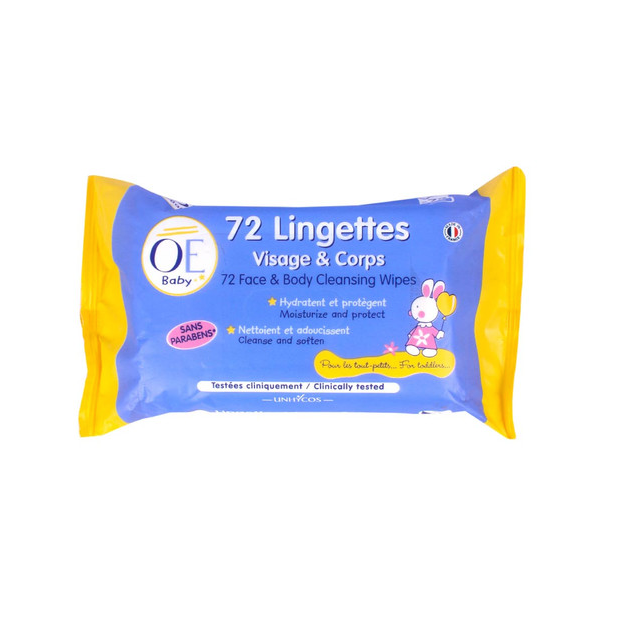 72 Lingettes
Visage & Corps
72 Face & Body Cleansing Wipes
OE
Baby
Hydratent et protègent
Moisturize and protect
SANS
PARABENS*
Nettoient et adoucissent
Cleanse and soften
Pour les tout-petits... For toddlers...
Testées cliniquement / Clinically tested
UNHYCOS